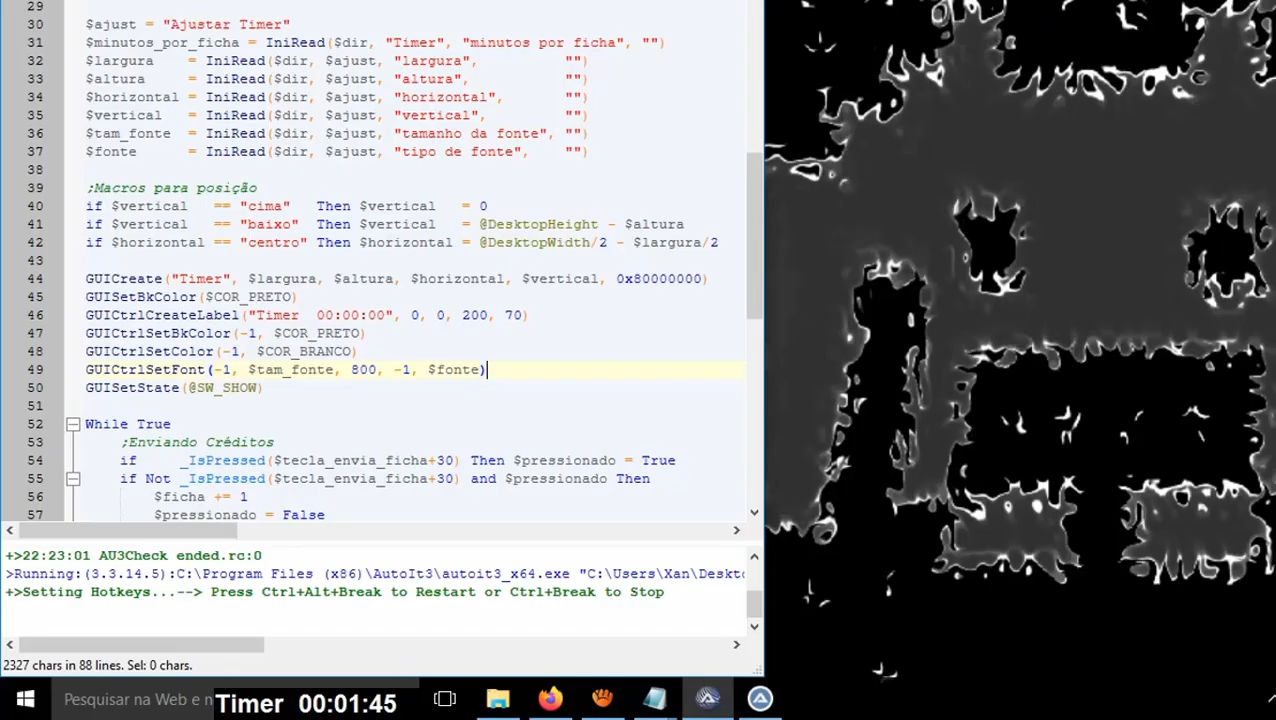 29
30 $ajust = "Ajustar Timer"
31 $minutos_por_ficha = IniRead($dir, "Timer", "minutos por ficha", "")
32 $largura = IniRead($dir, $ajust, "largura", "")
33 $altura = IniRead($dir, $ajust, "altura", "")
34 $horizontal = IniRead($dir, $ajust, "horizontal", "")
35 $vertical = IniRead($dir, $ajust, "vertical", "")
36 $tam_fonte = IniRead($dir, $ajust, "tamanho da fonte", "")
37 $fonte = IniRead($dir, $ajust, "tipo de fonte", "")
38
39 ;Macros para posição
40 if $vertical == "cima" Then $vertical = 0
41 if $vertical == "baixo" Then $vertical = @DesktopHeight - $altura
42 if $horizontal == "centro" Then $horizontal = @DesktopWidth/2 - $largura/2
43
44 GUICreate("Timer", $largura, $altura, $horizontal, $vertical, 0x80000000)
45 GUISetBkColor($COR_PRETO)
46 GUICtrlCreateLabel("Timer 00:00:00", 0, 0, 200, 70)
47 GUICtrlSetBkColor(-1, $COR_PRETO)
48 GUICtrlSetColor(-1, $COR_BRANCO)
49 GUICtrlSetFont(-1, $tam_fonte, 800, -1, $fonte)
50 GUISetState(@SW_SHOW)
51
52 While True
53 ;Enviando Créditos
54 if _IsPressed($tecla_envia_ficha+30) Then $pressionado = True
55 if Not _IsPressed($tecla_envia_ficha+30) and $pressionado Then
56 $ficha += 1
57 $pressionado = False
+>22:23:01 AU3Check ended.rc:0
>Running:(3.3.14.5):C:\Program Files (x86)\AutoIt3\autoit3_x64.exe "C:\Users\Xan\Deskto
+>Setting Hotkeys...--> Press Ctrl+Alt+Break to Restart or Ctrl+Break to Stop
2327 chars in 88 lines. Sel: 0 chars.
Pesquisar na Web e n
Timer 00:01:45